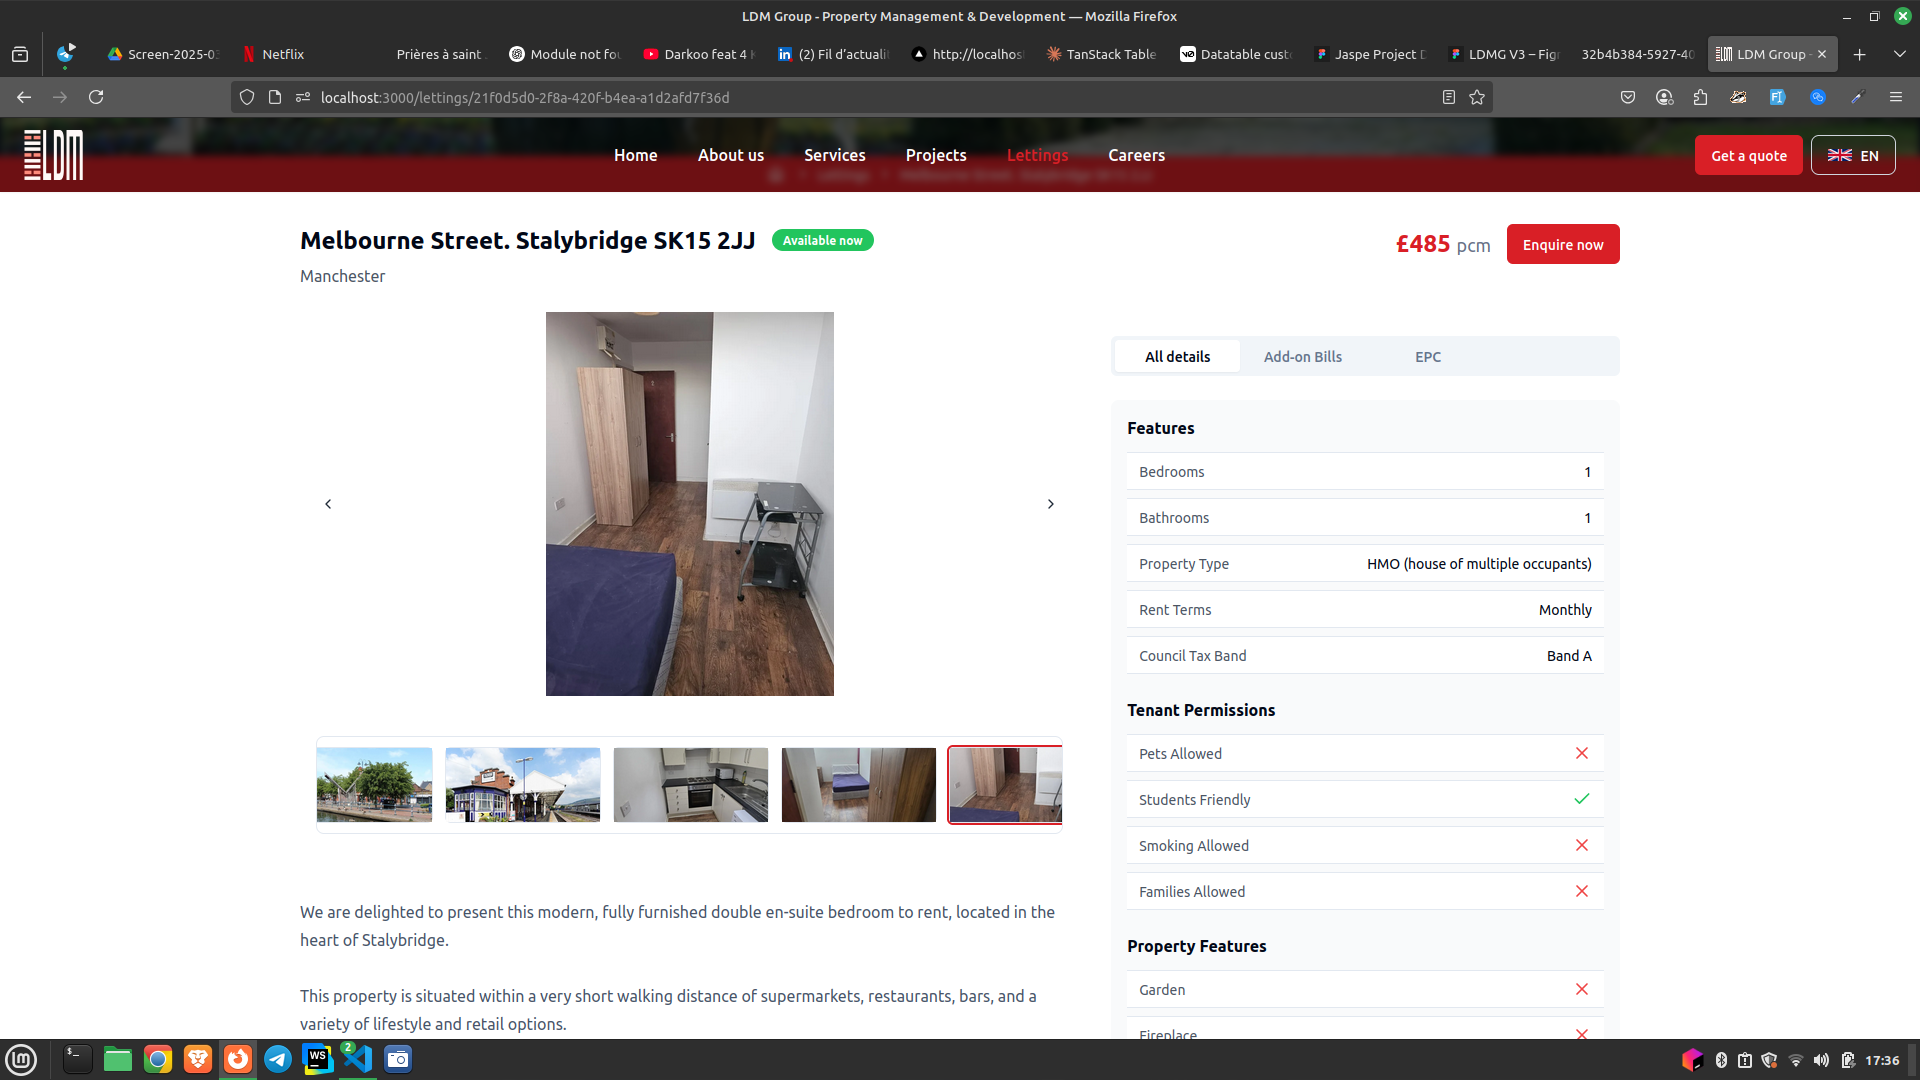 LDM Group - Property Management & Development — Mozilla Firefox
Screen-2025-03
Netflix
Prières à saint
Module not fou
Darkoo feat 4
(2) Fil d’actuali
http://localhos
TanStack Table
Datatable custo
Jaspe Project D
LDMG V3 – Fig
32b4b384-5927-40
LDM Group -
localhost:3000/lettings/21f0d5d0-2f8a-420f-b4ea-a1d2afd7f36d
LDM
Home
About us
Services
Projects
Lettings
Careers
Get a quote
EN
Melbourne Street. Stalybridge SK15 2JJ
Available now
£485 pcm
Enquire now
Manchester
All details
Add-on Bills
EPC
Features
Bedrooms 1
Bathrooms 1
Property Type HMO (house of multiple occupants)
Rent Terms Monthly
Council Tax Band Band A
Tenant Permissions
Pets Allowed
Students Friendly
Smoking Allowed
Families Allowed
Property Features
Garden
Fireplace
We are delighted to present this modern, fully furnished double en-suite bedroom to rent, located in the
heart of Stalybridge.
This property is situated within a very short walking distance of supermarkets, restaurants, bars, and a
variety of lifestyle and retail options.
2
17:36